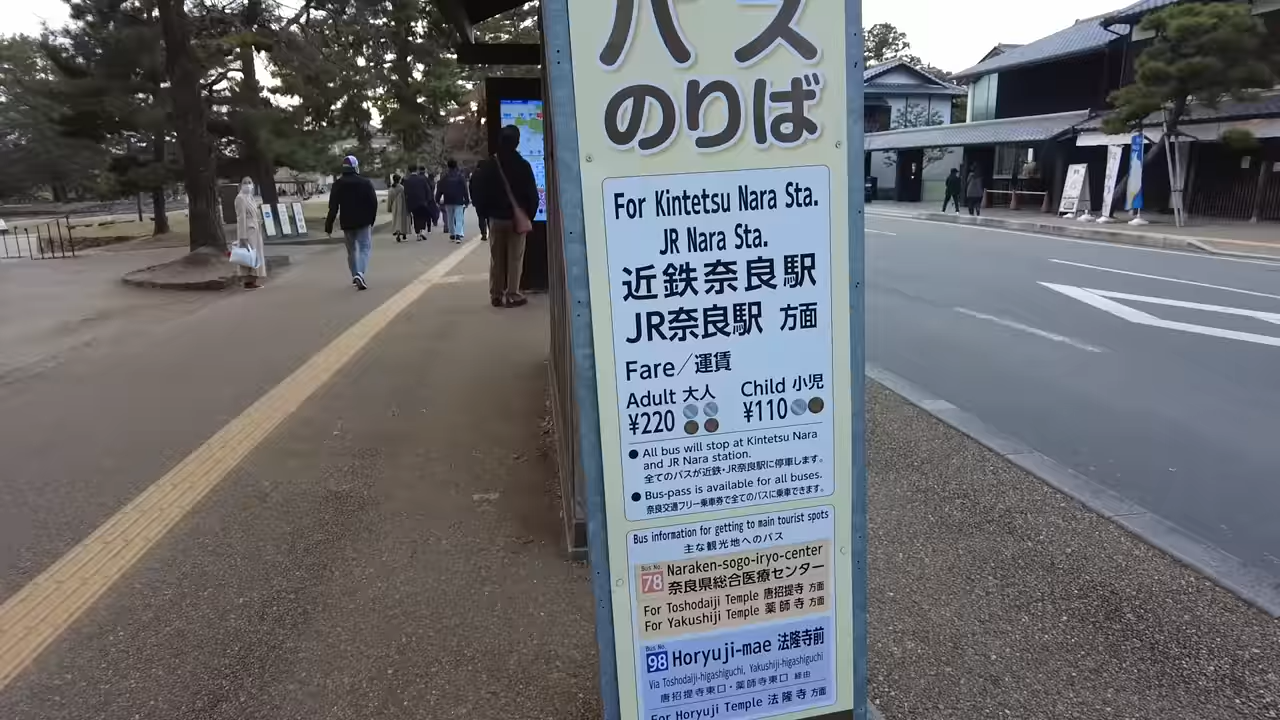 バス
のりば
For Kintetsu Nara Sta.
JR Nara Sta.
近鉄奈良駅
JR奈良駅 方面
Fare/運賃
Adult 大人 Child 小児
¥220 ¥110
● All bus will stop at Kintetsu Nara
and JR Nara station.
全てのバスが近鉄・JR奈良駅に停車します。
● Bus-pass is available for all buses.
奈良交通フリー乗車券で全てのバスに乗車できます。
Bus information for getting to main tourist spots
主な観光地へのバス
Bus No.
78 Naraken-sogo-iryo-center
奈良県総合医療センター
For Toshodaiji Temple 唐招提寺 方面
For Yakushiji Temple 薬師寺 方面
Bus No.
98 Horyuji-mae 法隆寺前
Via Toshodaiji-higashiguchi, Yakushiji-higashiguchi
唐招提寺東口・薬師寺東口 経由
For Horyuji Temple 法隆寺 方面